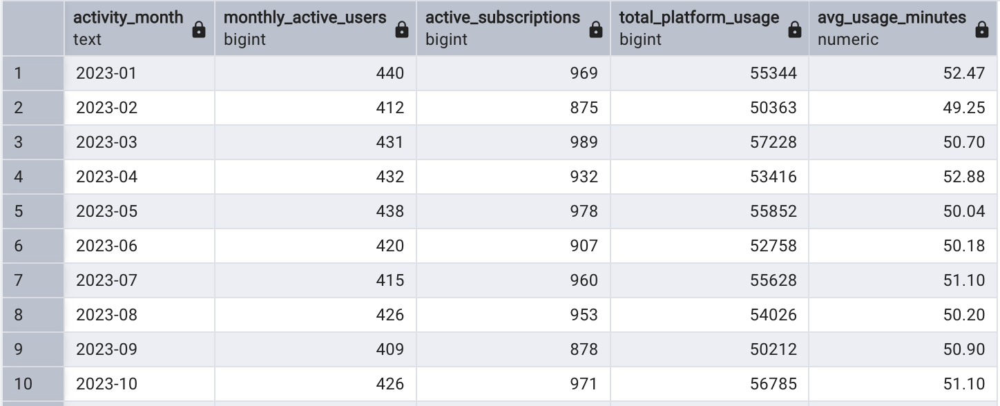 activity_month monthly_active_users active_subscriptions total_platform_usage avg_usage_minutes
text bigint bigint bigint numeric
1 2023-01 440 969 55344 52.47
2 2023-02 412 875 50363 49.25
3 2023-03 431 989 57228 50.70
4 2023-04 432 932 53416 52.88
5 2023-05 438 978 55852 50.04
6 2023-06 420 907 52758 50.18
7 2023-07 415 960 55628 51.10
8 2023-08 426 953 54026 50.20
9 2023-09 409 878 50212 50.90
10 2023-10 426 971 56785 51.10